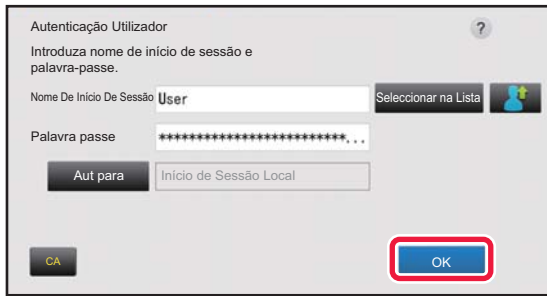 Autenticação Utilizador
?
Introduza nome de início de sessão e
palavra-passe.
Nome De Início De Sessão User Seleccionar na Lista
Palavra passe **************************...
Aut para Início de Sessão Local
CA OK